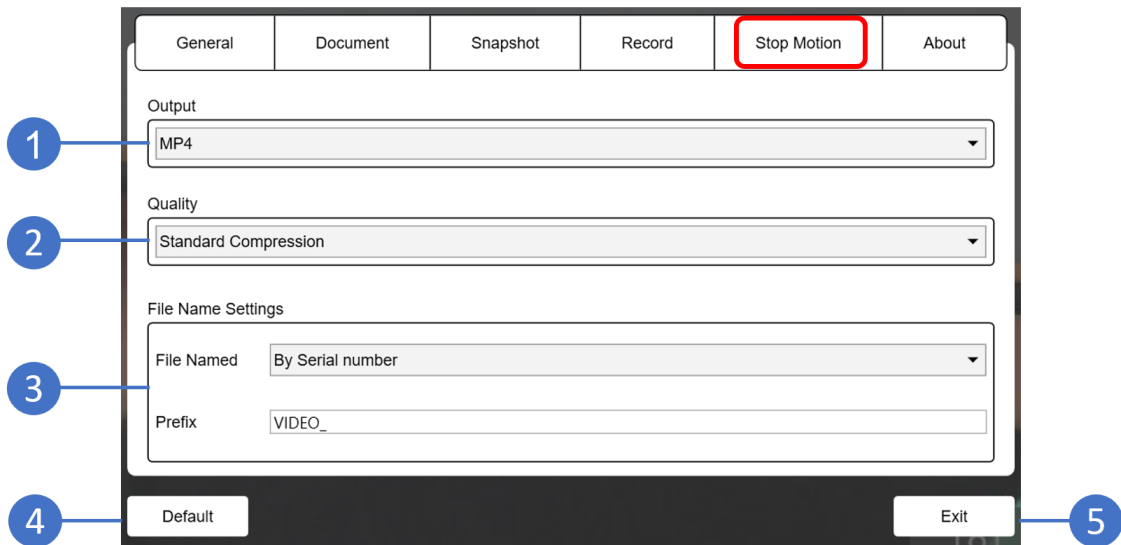 General Document Snapshot Record Stop Motion About
Output
1 MP4
Quality
2 Standard Compression
File Name Settings
File Named By Serial number
3
Prefix VIDEO_
4 Default Exit 5